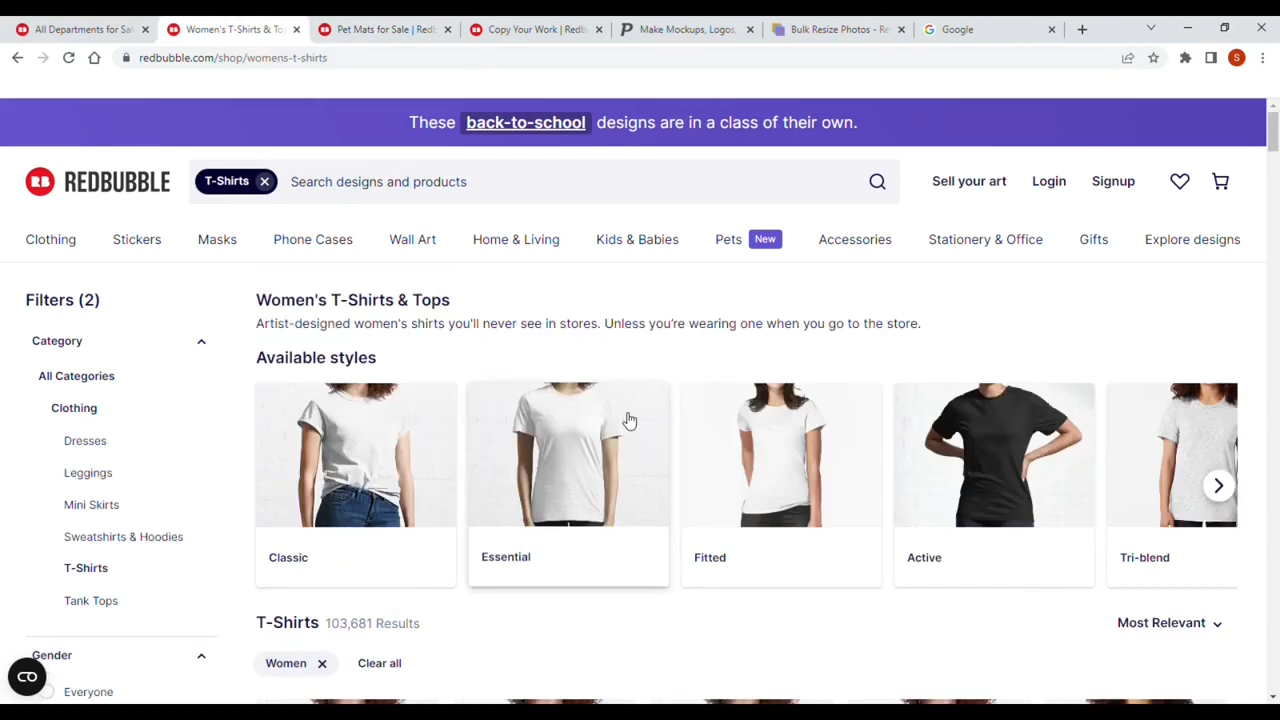 All Departments for Sal
Women's T-Shirts & To
Pet Mats for Sale | Redb
Copy Your Work | Redb
Make Mockups, Logos,
Bulk Resize Photos - Re
Google
redbubble.com/shop/womens-t-shirts
S
These back-to-school designs are in a class of their own.
RB REDBUBBLE
T-Shirts
Search designs and products
Sell your art
Login
Signup
Clothing
Stickers
Masks
Phone Cases
Wall Art
Home & Living
Kids & Babies
Pets New
Accessories
Stationery & Office
Gifts
Explore designs
Filters (2)
Category
All Categories
Clothing
Dresses
Leggings
Mini Skirts
Sweatshirts & Hoodies
T-Shirts
Tank Tops
Gender
Everyone
Women's T-Shirts & Tops
Artist-designed women's shirts you'll never see in stores. Unless you're wearing one when you go to the store.
Available styles
Classic
Essential
Fitted
Active
Tri-blend
T-Shirts 103,681 Results
Most Relevant
Women
Clear all